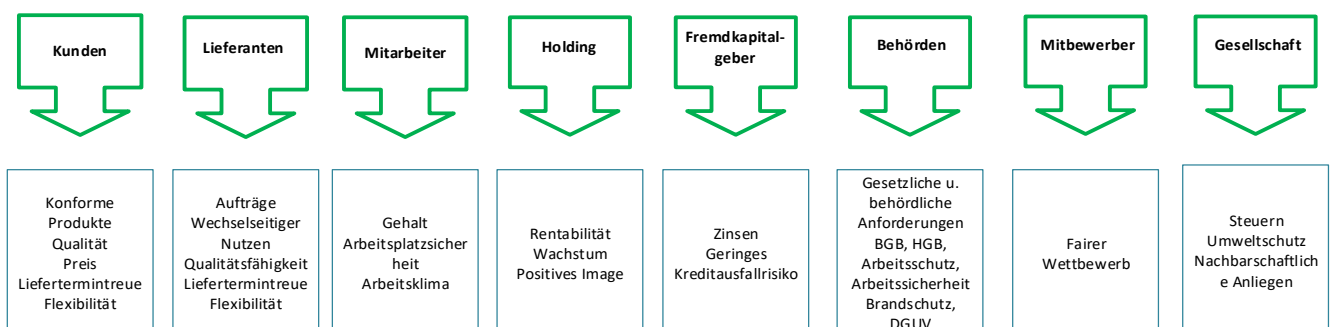 Kunden
Lieferanten
Mitarbeiter
Holding
Fremdkapital-
geber
Behörden
Mitbewerber
Gesellschaft
Konforme
Produkte
Qualität
Preis
Liefertermintreue
Flexibilität
Aufträge
Wechselseitiger
Nutzen
Qualitätsfähigkeit
Liefertermintreue
Flexibilität
Gehalt
Arbeitsplatzsicher
heit
Arbeitsklima
Rentabilität
Wachstum
Positives Image
Zinsen
Geringes
Kreditausfallrisiko
Gesetzliche u.
behördliche
Anforderungen
BGB, HGB,
Arbeitsschutz,
Arbeitssicherheit
Brandschutz,
DGUV
Fairer
Wettbewerb
Steuern
Umweltschutz
Nachbarschaftlich
e Anliegen